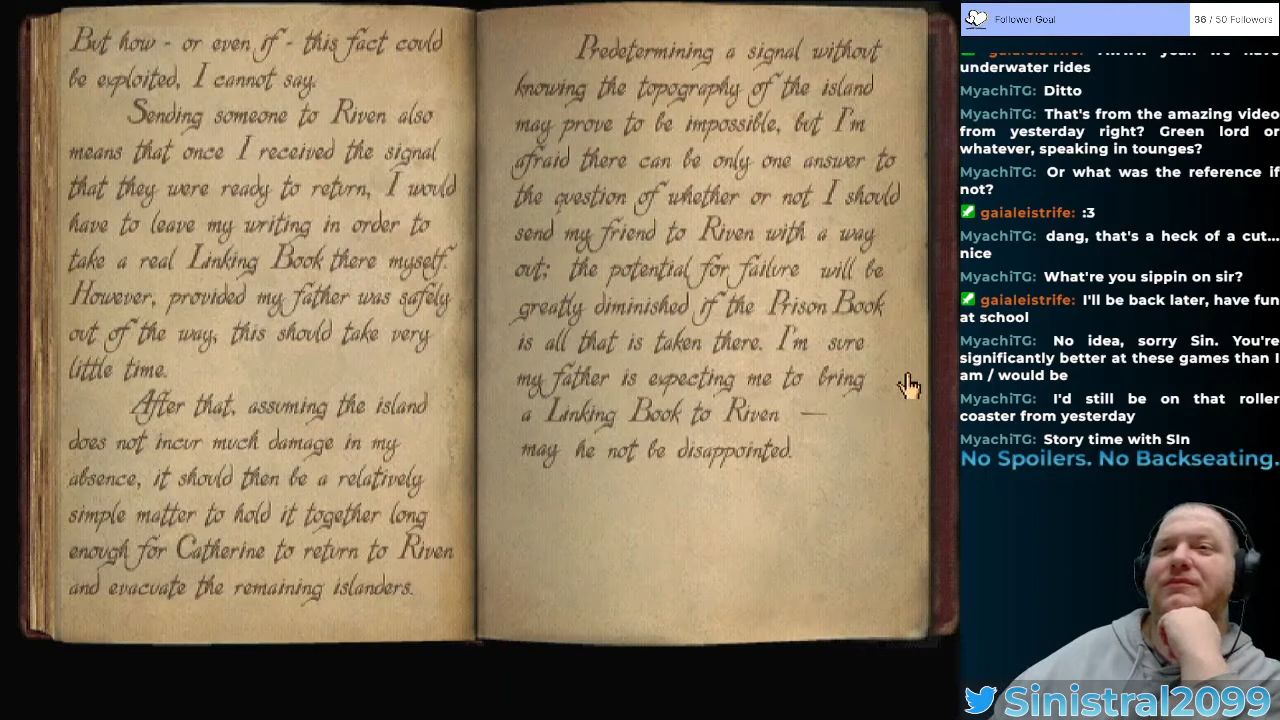 But how - or even if - this fact could
be exploited, I cannot say.
Sending someone to Riven also
means that once I received the signal
that they were ready to return, I would
have to leave my writing in order to
take a real Linking Book there myself.
However, provided my father was safely
out of the way, this should take very
little time.
After that, assuming the island
does not incur much damage in my
absence, it should then be a relatively
simple matter to hold it together long
enough for Catherine to return to Riven
and evacuate the remaining islanders.
Predetermining a signal without
knowing the topography of the island
may prove to be impossible, but I'm
afraid there can be only one answer to
the question of whether or not I should
send my friend to Riven with a way
out: the potential for failure will be
greatly diminished if the Prison Book
is all that is taken there. I'm sure
my father is expecting me to bring
a Linking Book to Riven —
may he not be disappointed.
Follower Goal
36 / 50 Followers
gaialeistrife:
underwater rides
MyachiTG: Ditto
MyachiTG: That's from the amazing video
from yesterday right? Green lord or
whatever, speaking in tounges?
MyachiTG: Or what was the reference if
not?
gaialeistrife: :3
MyachiTG: dang, that's a heck of a cut...
nice
MyachiTG: What're you sippin on sir?
gaialeistrife: I'll be back later, have fun
at school
MyachiTG: No idea, sorry Sin. You're
significantly better at these games than I
am / would be
MyachiTG: I'd still be on that roller
coaster from yesterday
MyachiTG: Story time with SIn
No Spoilers. No Backseating.
Sinistral2099